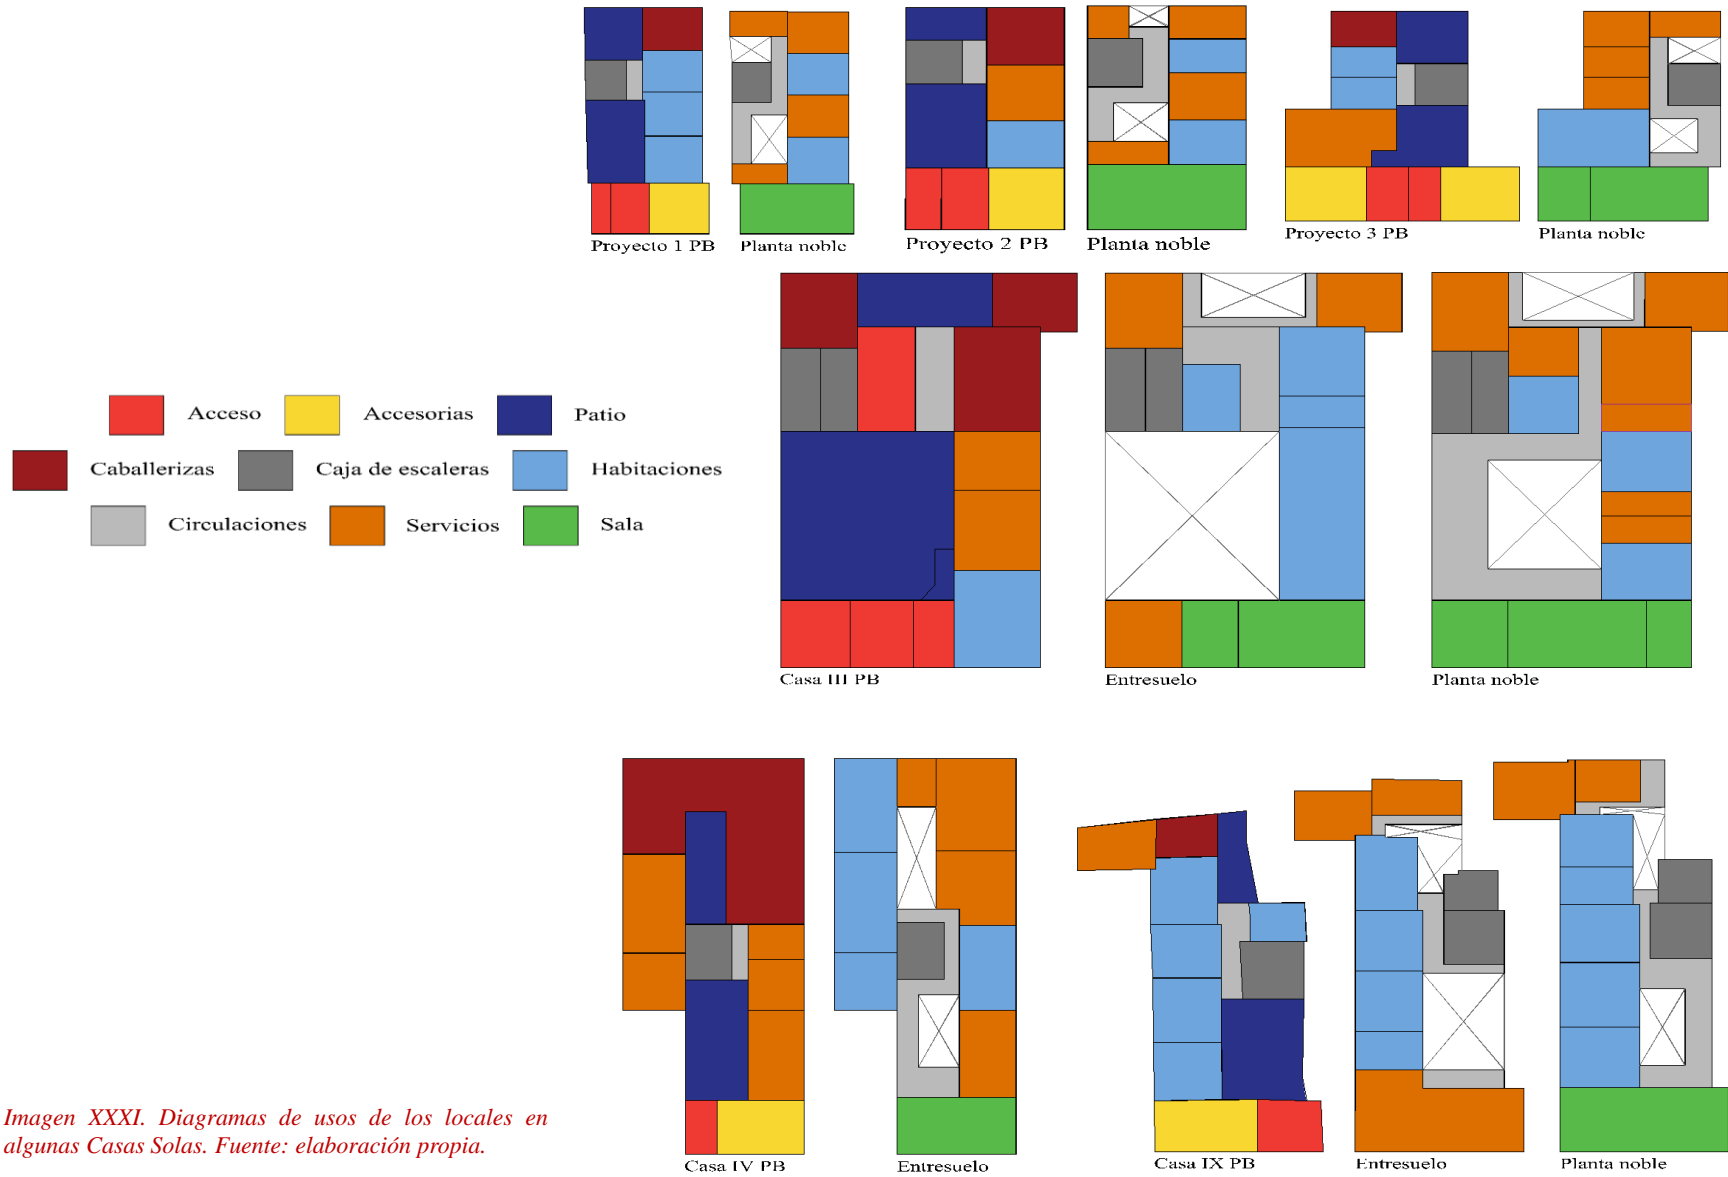 Proyecto 1 PB
Planta noble
Proyecto 2 PB
Planta noble
Proyecto 3 PB
Planta noble
Acceso
Accesorias
Patio
Caballerizas
Caja de escaleras
Habitaciones
Circulaciones
Servicios
Sala
Casa III PB
Entresuelo
Planta noble
Imagen XXXI. Diagramas de usos de los locales en
algunas Casas Solas. Fuente: elaboración propia.
Casa IV PB
Entresuelo
Casa IX PB
Entresuelo
Planta noble